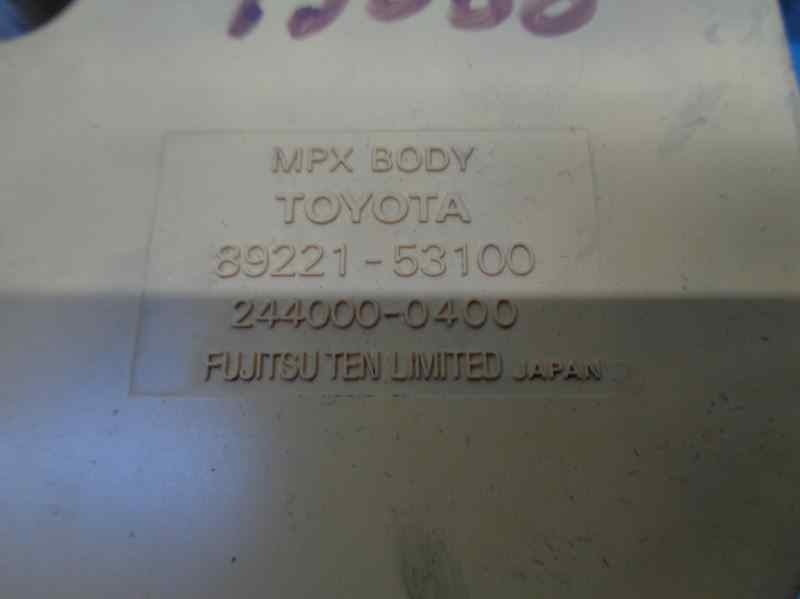 MPX BODY
TOYOTA
89221-53100
244000-0400
FUJITSU TEN LIMITED JAPAN